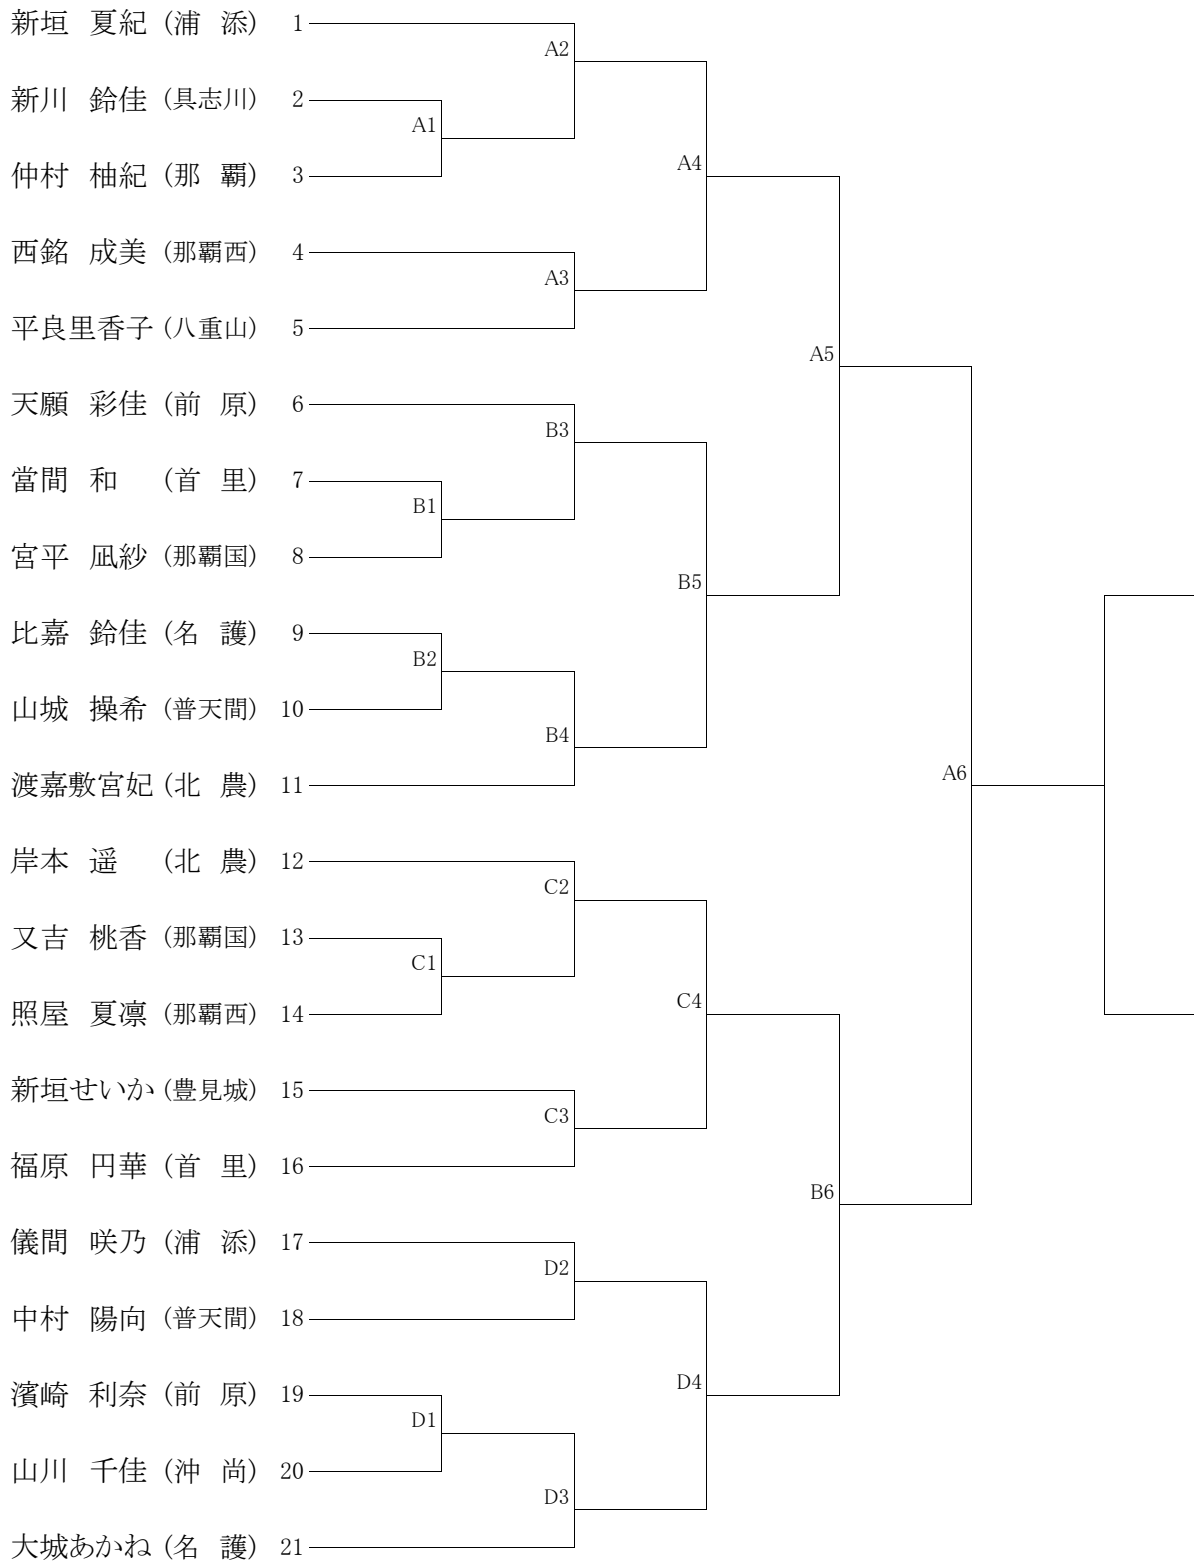 新垣 夏紀 (浦 添) 1
A2
新川 鈴佳 (具志川) 2
A1
仲村 柚紀 (那 覇) 3
A4
西銘 成美 (那覇西) 4
A3
平良里香子 (八重山) 5
A5
天願 彩佳 (前 原) 6
B3
當間 和 (首 里) 7
B1
宮平 凪紗 (那覇国) 8
B5
比嘉 鈴佳 (名 護) 9
B2
山城 操希 (普天間) 10
B4
渡嘉敷宮妃 (北 農) 11
A6
岸本 遥 (北 農) 12
C2
又吉 桃香 (那覇国) 13
C1
照屋 夏凛 (那覇西) 14
C4
新垣せいか (豊見城) 15
C3
福原 円華 (首 里) 16
B6
儀間 咲乃 (浦 添) 17
D2
中村 陽向 (普天間) 18
D4
濱崎 利奈 (前 原) 19
D1
山川 千佳 (沖 尚) 20
D3
大城あかね (名 護) 21